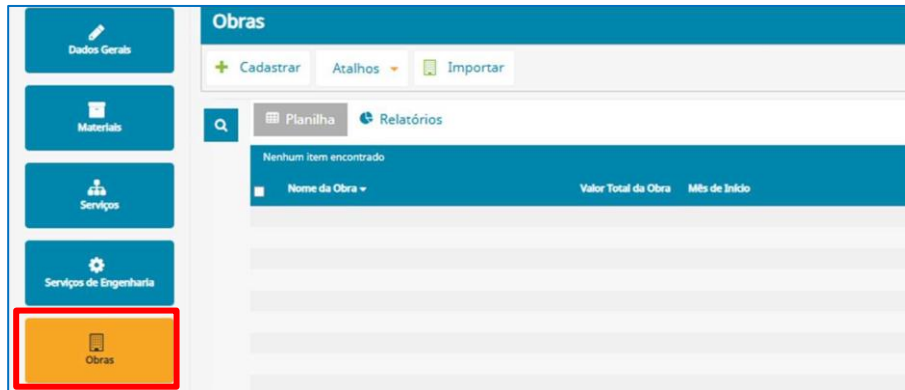 Dados Gerais
Materiais
Serviços
Serviços de Engenharia
Obras
Obras
Cadastrar Atalhos Importar
Planilha Relatórios
Nenhum item encontrado
Nome da Obra Valor Total da Obra Mês de Início